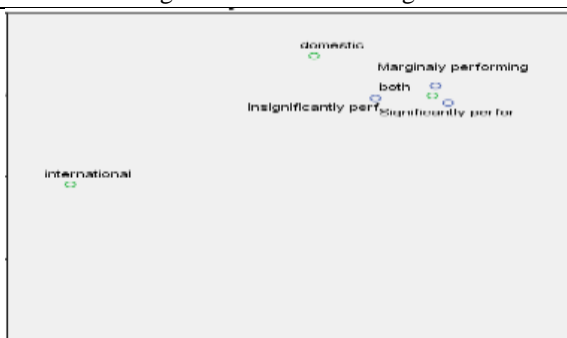 domestic
Marginaly performing
both
Insignificantly perf
Significantly perfor
international